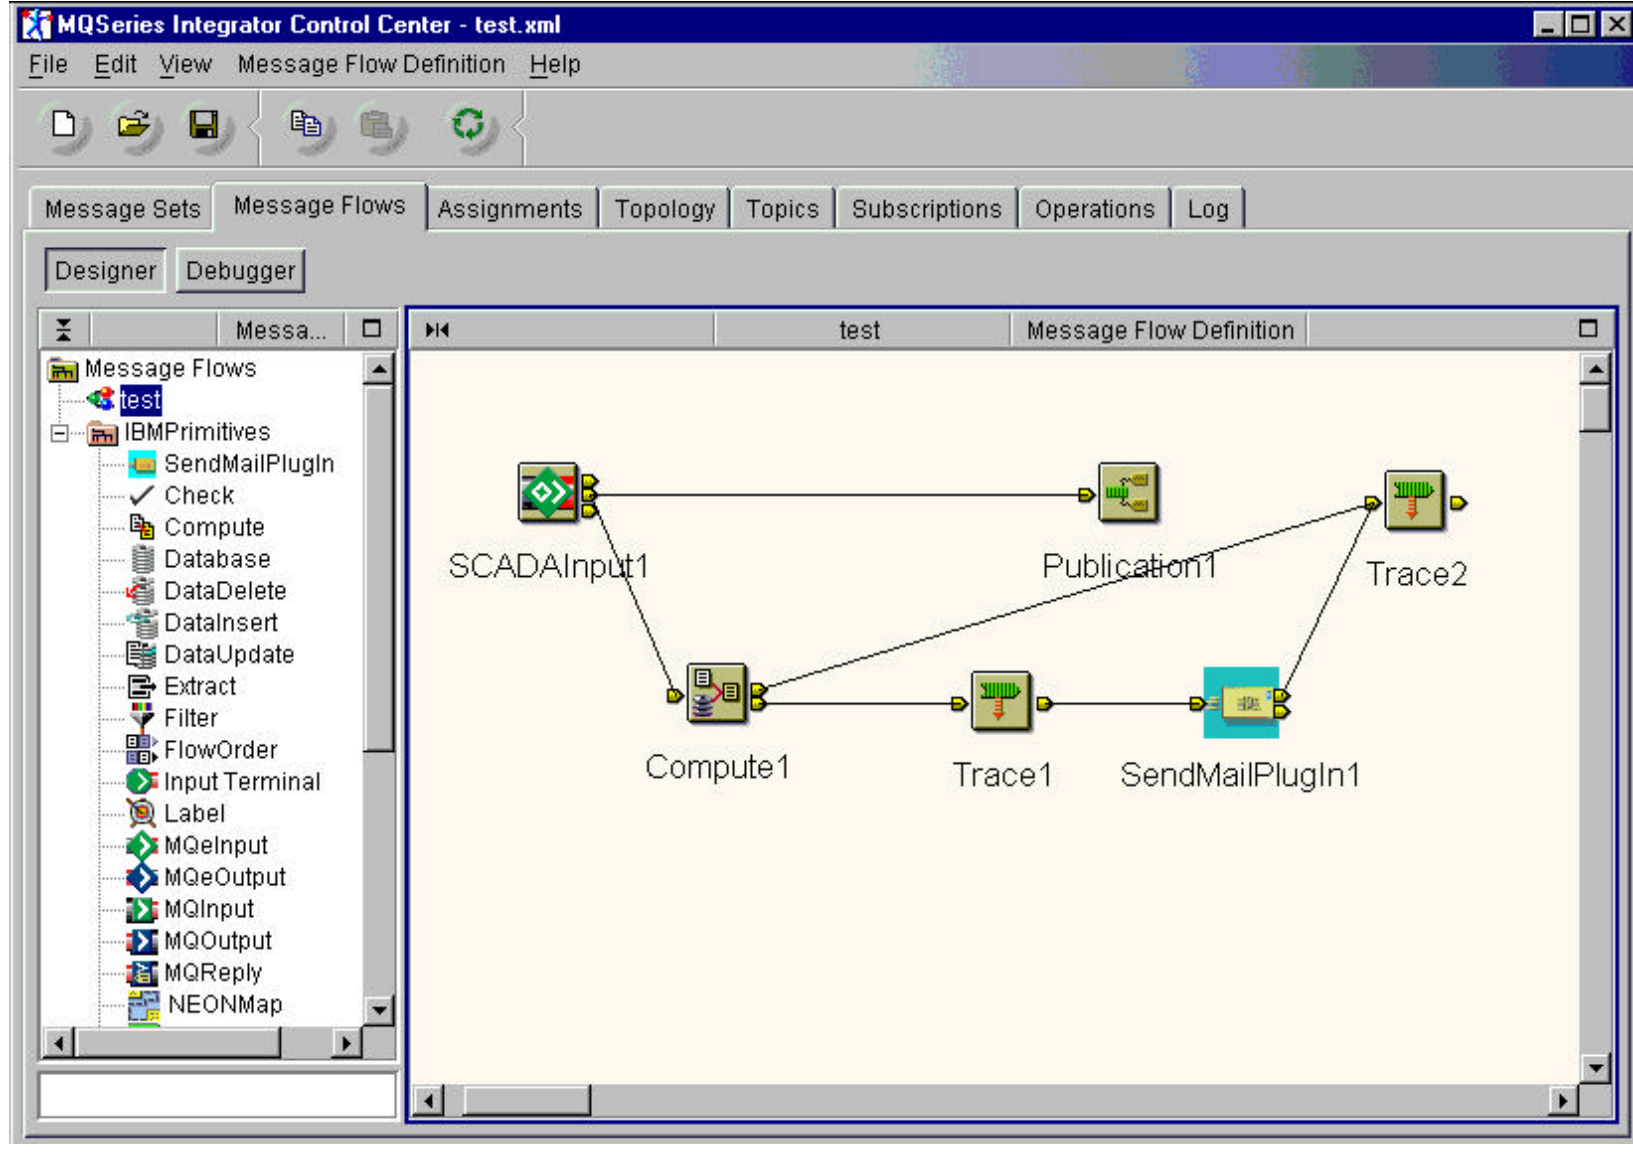 MQSeries Integrator Control Center - test.xml
File Edit View Message Flow Definition Help
Message Sets Message Flows Assignments Topology Topics Subscriptions Operations Log
Designer Debugger
Messa... test Message Flow Definition
Message Flows
test
IBMPrimitives
SendMailPlugIn
Check
Compute
Database
DataDelete
DataInsert
DataUpdate
Extract
Filter
FlowOrder
Input Terminal
Label
MQeInput
MQeOutput
MQInput
MQOutput
MQReply
NEONMap
SCADAInput1
Publication1
Trace2
Compute1
Trace1
SendMailPlugIn1